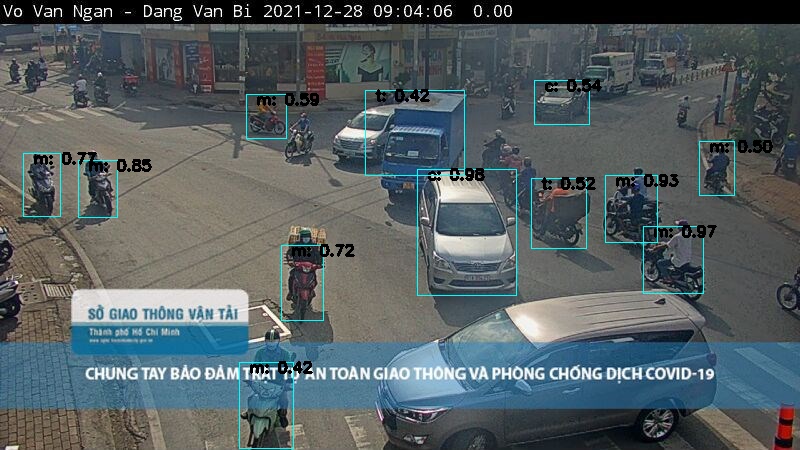 Vo Van Ngan - Dang Van Bi 2021-12-28 09:04:06 0.00
c: 0.54
m: 0.59
t: 0.42
m: 0.50
m: 0.77
m: 0.85
c: 0.98
t: 0.52
m: 0.93
m: 0.97
m: 0.72
SỞ GIAO THÔNG VẬN TẢI
Thành phố Hồ Chí Minh
m: 0.42
CHUNG TAY BẢO ĐẢM TRẬT TỰ AN TOÀN GIAO THÔNG VÀ PHÒNG CHỐNG DỊCH COVID-19